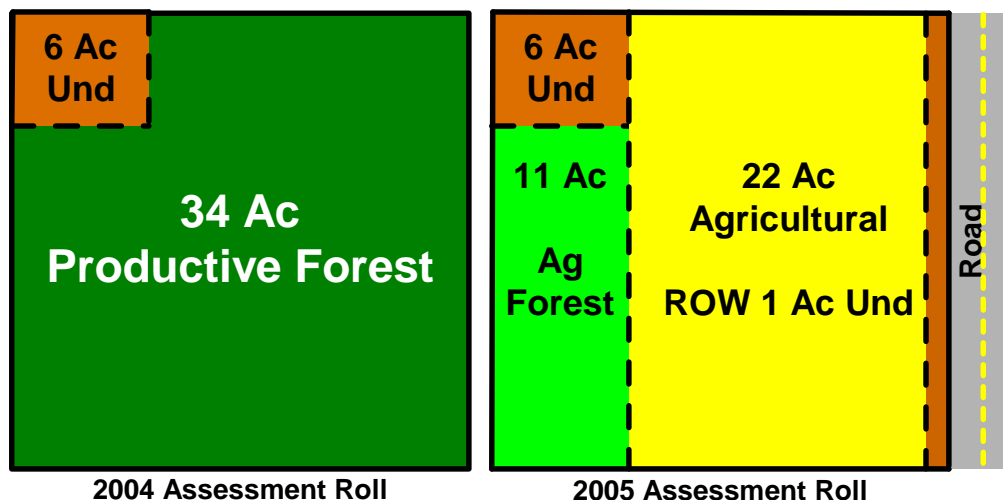 6 Ac
Und
34 Ac
Productive Forest
2004 Assessment Roll
6 Ac
Und
11 Ac
Ag
Forest
22 Ac
Agricultural
ROW 1 Ac Und
Road
2005 Assessment Roll